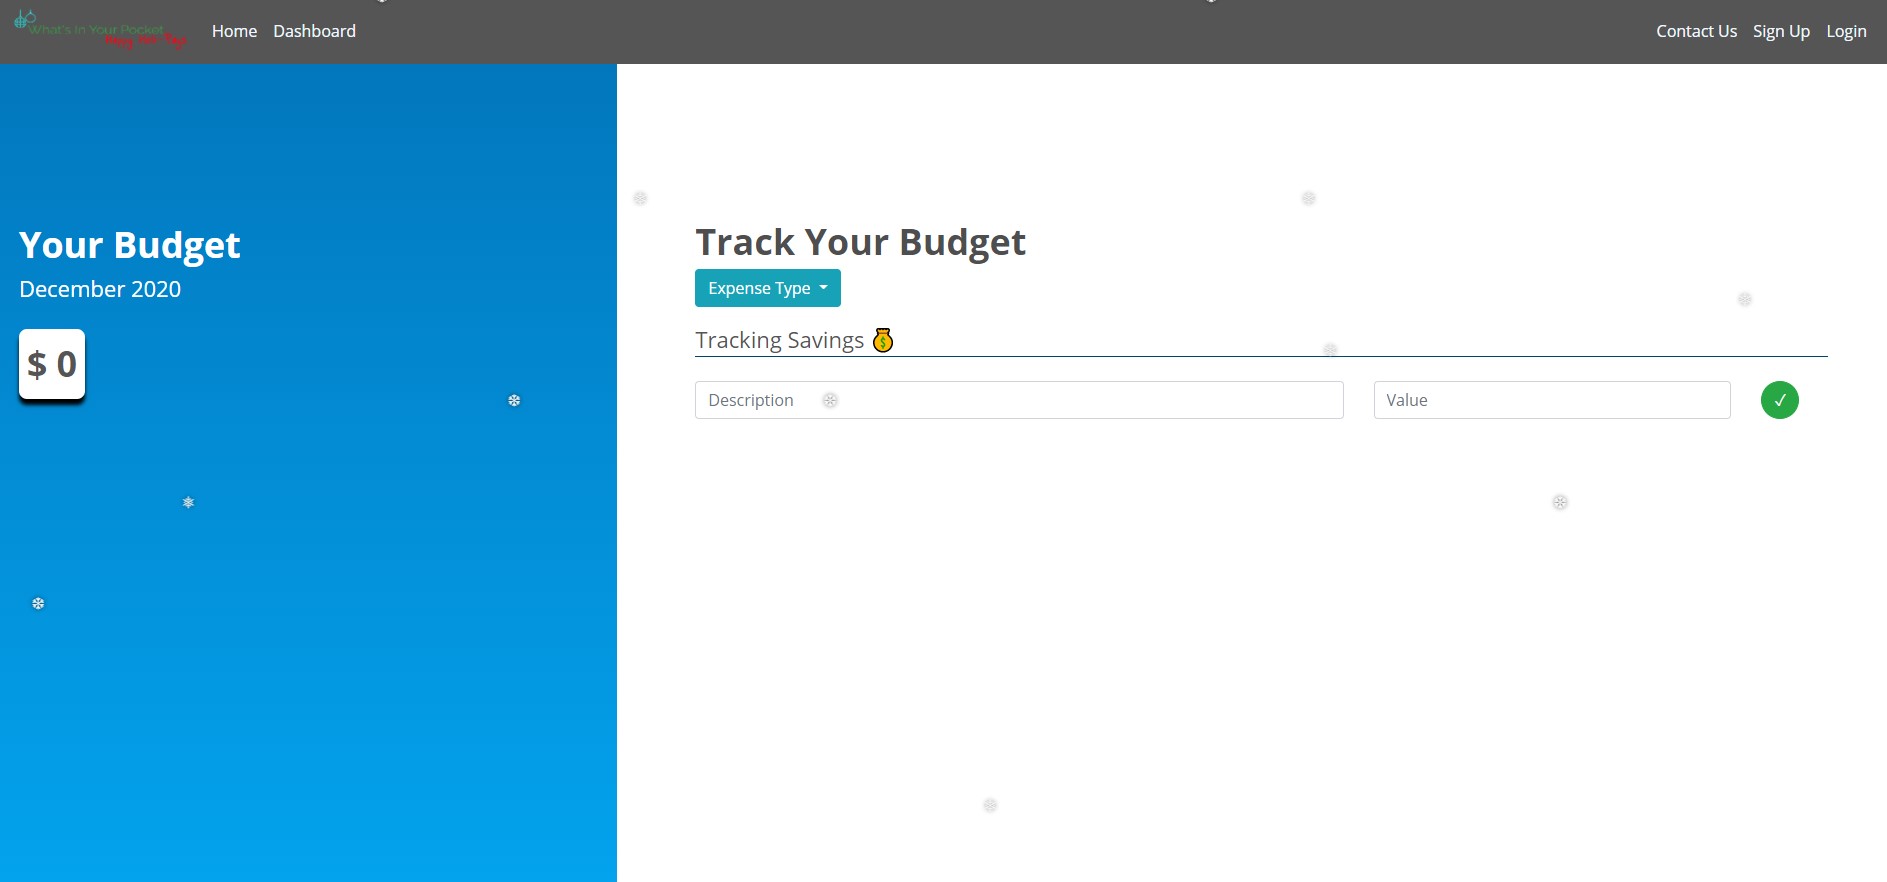 What's In Your Pocket
Home Dashboard
Contact Us Sign Up Login
Your Budget
December 2020
$ 0
Track Your Budget
Expense Type
Tracking Savings
Description
Value